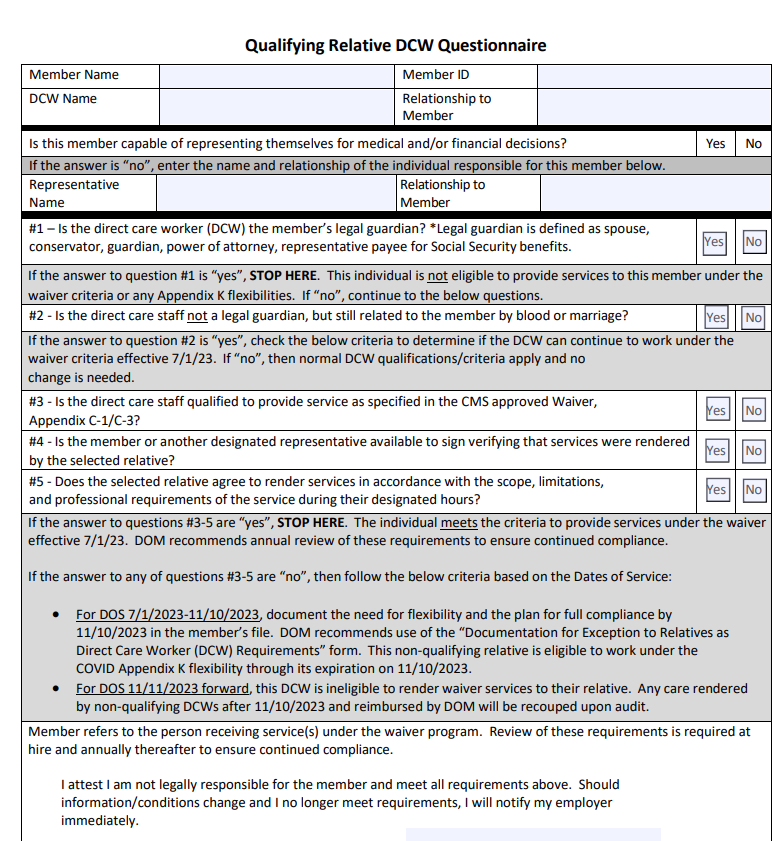 Qualifying Relative DCW Questionnaire
Member Name Member ID
DCW Name Relationship to
Member
Is this member capable of representing themselves for medical and/or financial decisions? Yes No
If the answer is “no”, enter the name and relationship of the individual responsible for this member below.
Representative Relationship to
Name Member
#1 – Is the direct care worker (DCW) the member’s legal guardian? *Legal guardian is defined as spouse,
conservator, guardian, power of attorney, representative payee for Social Security benefits. Yes No
If the answer to question #1 is “yes”, STOP HERE. This individual is not eligible to provide services to this member under the
waiver criteria or any Appendix K flexibilities. If “no”, continue to the below questions.
#2 - Is the direct care staff not a legal guardian, but still related to the member by blood or marriage? Yes No
If the answer to question #2 is “yes”, check the below criteria to determine if the DCW can continue to work under the
waiver criteria effective 7/1/23. If “no”, then normal DCW qualifications/criteria apply and no
change is needed.
#3 - Is the direct care staff qualified to provide service as specified in the CMS approved Waiver,
Appendix C-1/C-3? Yes No
#4 - Is the member or another designated representative available to sign verifying that services were rendered
by the selected relative? Yes No
#5 - Does the selected relative agree to render services in accordance with the scope, limitations,
and professional requirements of the service during their designated hours? Yes No
If the answer to questions #3-5 are “yes”, STOP HERE. The individual meets the criteria to provide services under the waiver
effective 7/1/23. DOM recommends annual review of these requirements to ensure continued compliance.
If the answer to any of questions #3-5 are “no”, then follow the below criteria based on the Dates of Service:
• For DOS 7/1/2023-11/10/2023, document the need for flexibility and the plan for full compliance by
11/10/2023 in the member’s file. DOM recommends use of the “Documentation for Exception to Relatives as
Direct Care Worker (DCW) Requirements” form. This non-qualifying relative is eligible to work under the
COVID Appendix K flexibility through its expiration on 11/10/2023.
• For DOS 11/11/2023 forward, this DCW is ineligible to render waiver services to their relative. Any care rendered
by non-qualifying DCWs after 11/10/2023 and reimbursed by DOM will be recouped upon audit.
Member refers to the person receiving service(s) under the waiver program. Review of these requirements is required at
hire and annually thereafter to ensure continued compliance.
I attest I am not legally responsible for the member and meet all requirements above. Should
information/conditions change and I no longer meet requirements, I will notify my employer
immediately.